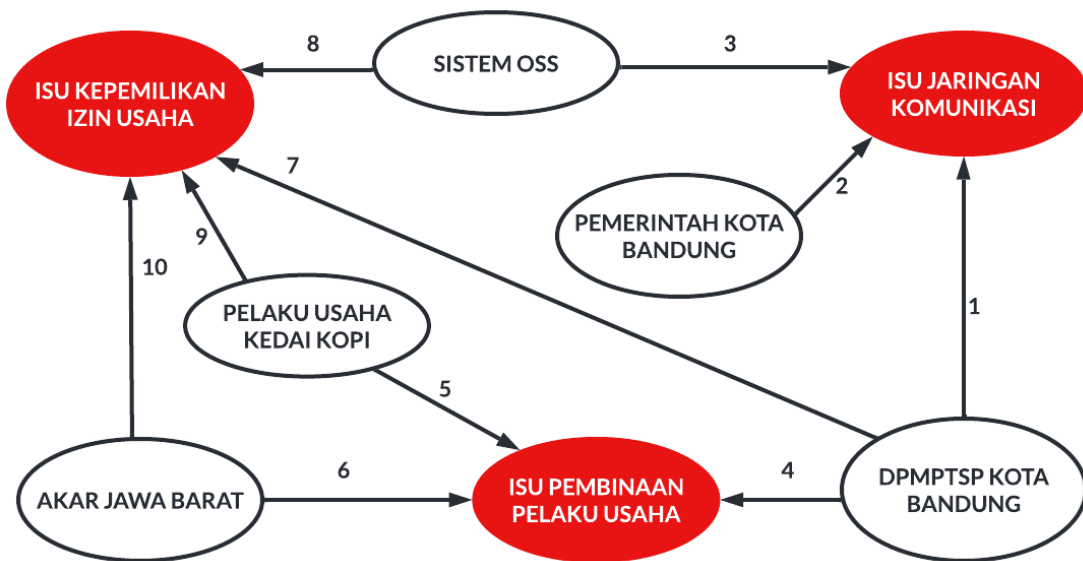 8
SISTEM OSS
3
ISU KEPEMILIKAN
IZIN USAHA
ISU JARINGAN
KOMUNIKASI
7
2
PEMERINTAH KOTA
BANDUNG
9
10
PELAKU USAHA
KEDAI KOPI
1
5
6
4
AKAR JAWA BARAT
ISU PEMBINAAN
PELAKU USAHA
DPMPTSP KOTA
BANDUNG